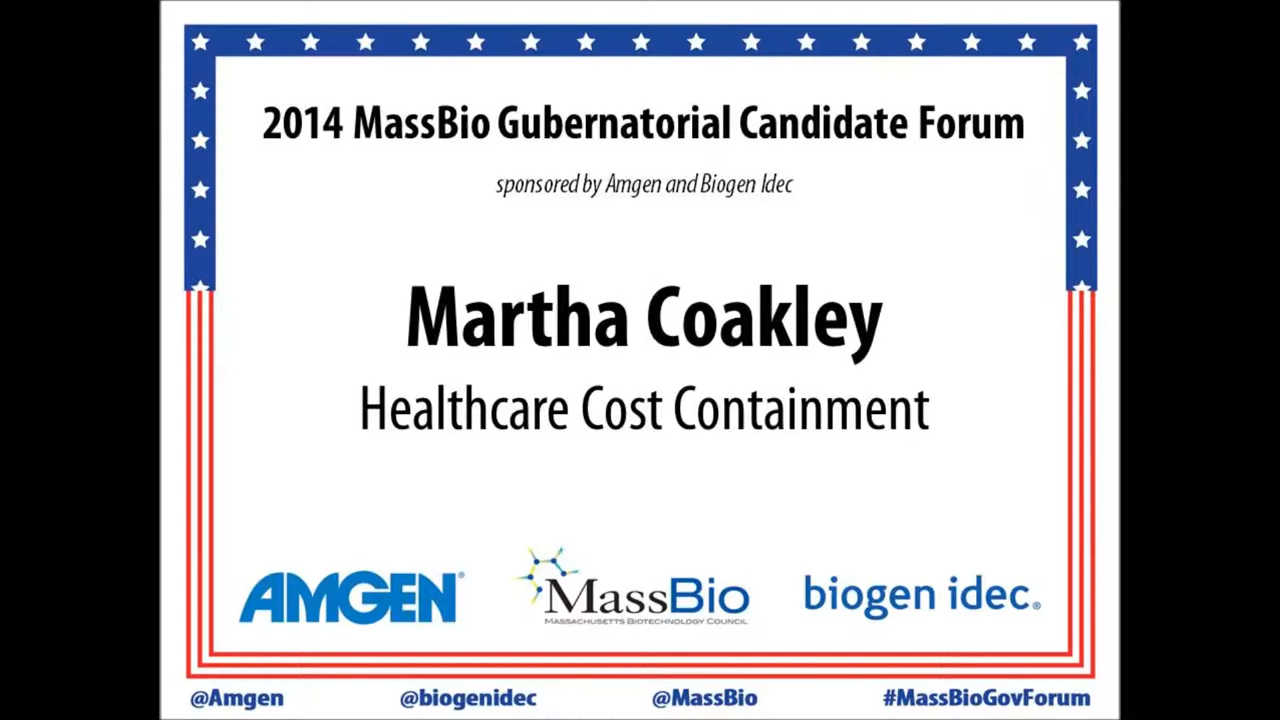 2014 MassBio Gubernatorial Candidate Forum
sponsored by Amgen and Biogen Idec
Martha Coakley
Healthcare Cost Containment
AMGEN®
MassBio
MASSACHUSETTS BIOTECHNOLOGY COUNCIL
biogen idec®
@Amgen @biogenidec @MassBio #MassBioGovForum